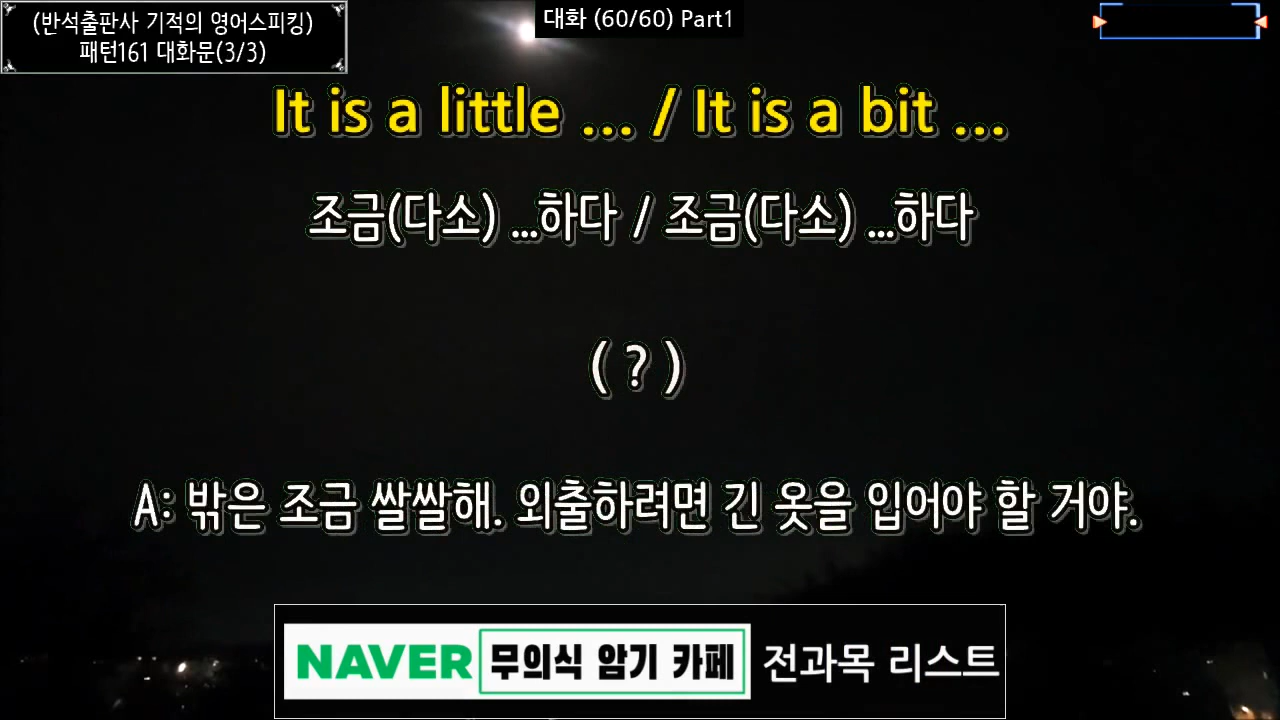 (반석출판사 기적의 영어스피킹)
패턴161 대화문(3/3)
대화 (60/60) Part1
It is a little ... / It is a bit ...
조금(다소) ...하다 / 조금(다소) ...하다
( ? )
A: 밖은 조금 쌀쌀해. 외출하려면 긴 옷을 입어야 할 거야.
NAVER 무의식 암기 카페 전과목 리스트